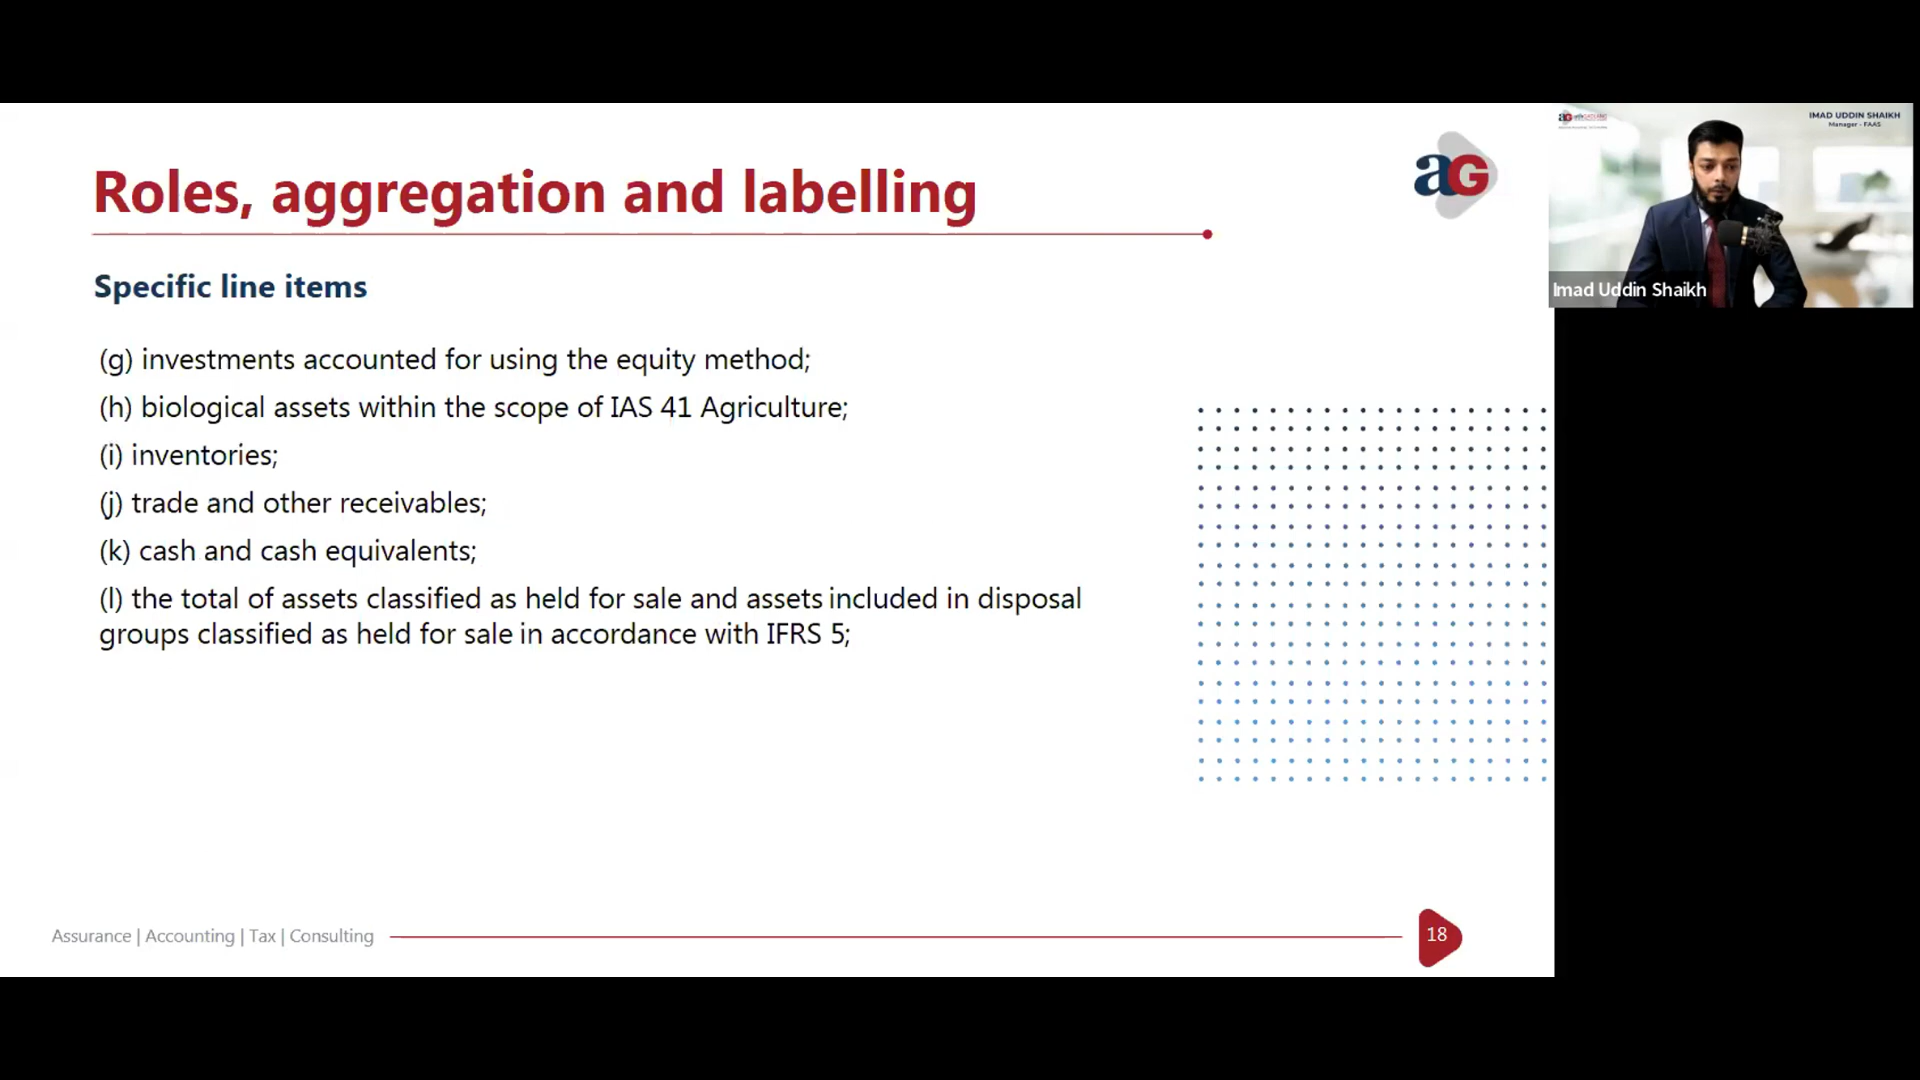 Roles, aggregation and labelling
aG
Specific line items
(g) investments accounted for using the equity method;
(h) biological assets within the scope of IAS 41 Agriculture;
(i) inventories;
(j) trade and other receivables;
(k) cash and cash equivalents;
(l) the total of assets classified as held for sale and assets included in disposal
groups classified as held for sale in accordance with IFRS 5;
Assurance | Accounting | Tax | Consulting
18
IMAD UDDIN SHAIKH
Manager - FAAS
Imad Uddin Shaikh